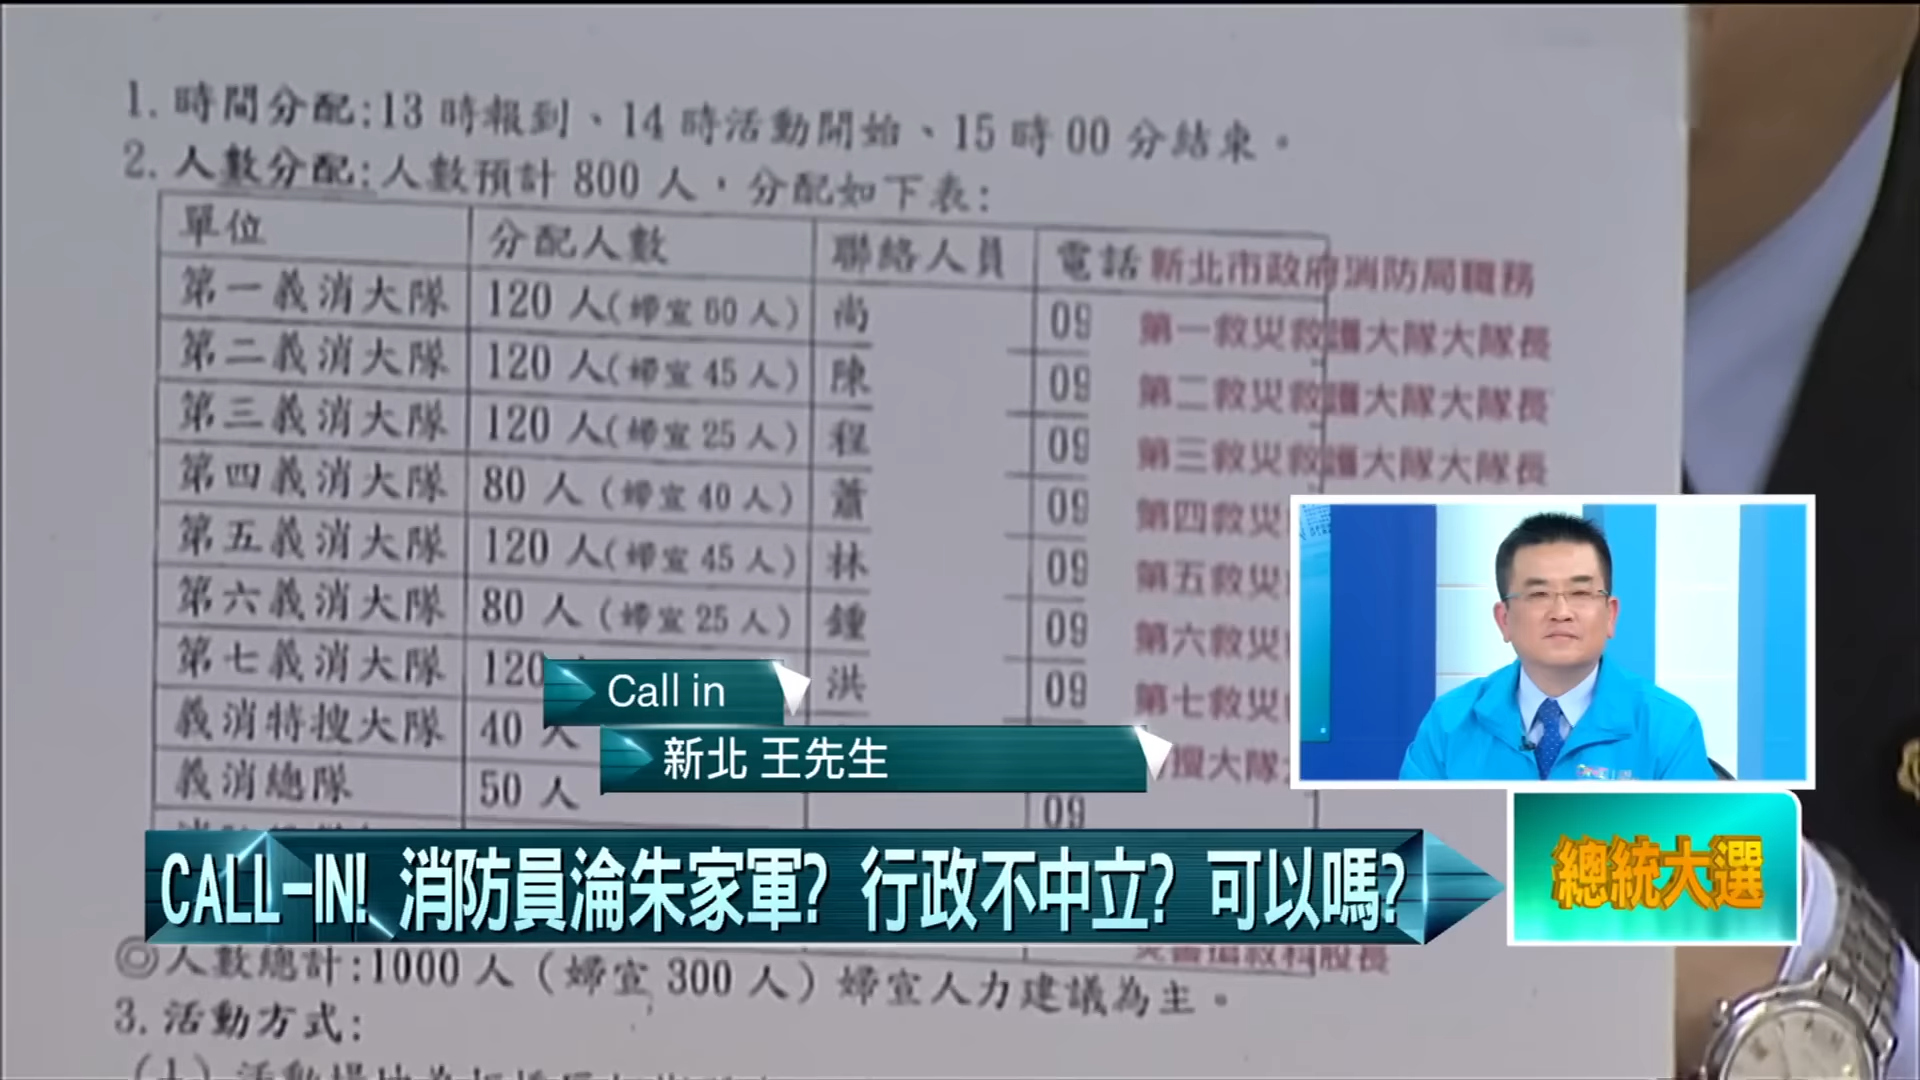 1. 時間分配:13 時報到、14 時活動開始、15 時 00 分結束。
2. 人數分配:人數預計 800 人,分配如下表:
單位 分配人數 聯絡人員 電話 新北市政府消防局職務
第一義消大隊 120 人(婦宣 50 人) 尚 09 第一救災救護大隊大隊長
第二義消大隊 120 人(婦宣 45 人) 陳 09 第二救災救護大隊大隊長
第三義消大隊 120 人(婦宣 25 人) 程 09 第三救災救護大隊大隊長
第四義消大隊 80 人(婦宣 40 人) 蕭 09 第四救災
第五義消大隊 120 人(婦宣 45 人) 林 09 第五救災
第六義消大隊 80 人(婦宣 25 人) 鍾 09 第六救災
第七義消大隊 120 洪 09 第七救災
義消特搜大隊 40 人 搜大隊
義消總隊 50 人 09
Call in
新北 王先生
CALL-IN! 消防員淪朱家軍? 行政不中立? 可以嗎?
總統大選
災害搶救科股長
◎人數總計:1000 人(婦宣 300 人)婦宣人力建議為主。
3. 活動方式: